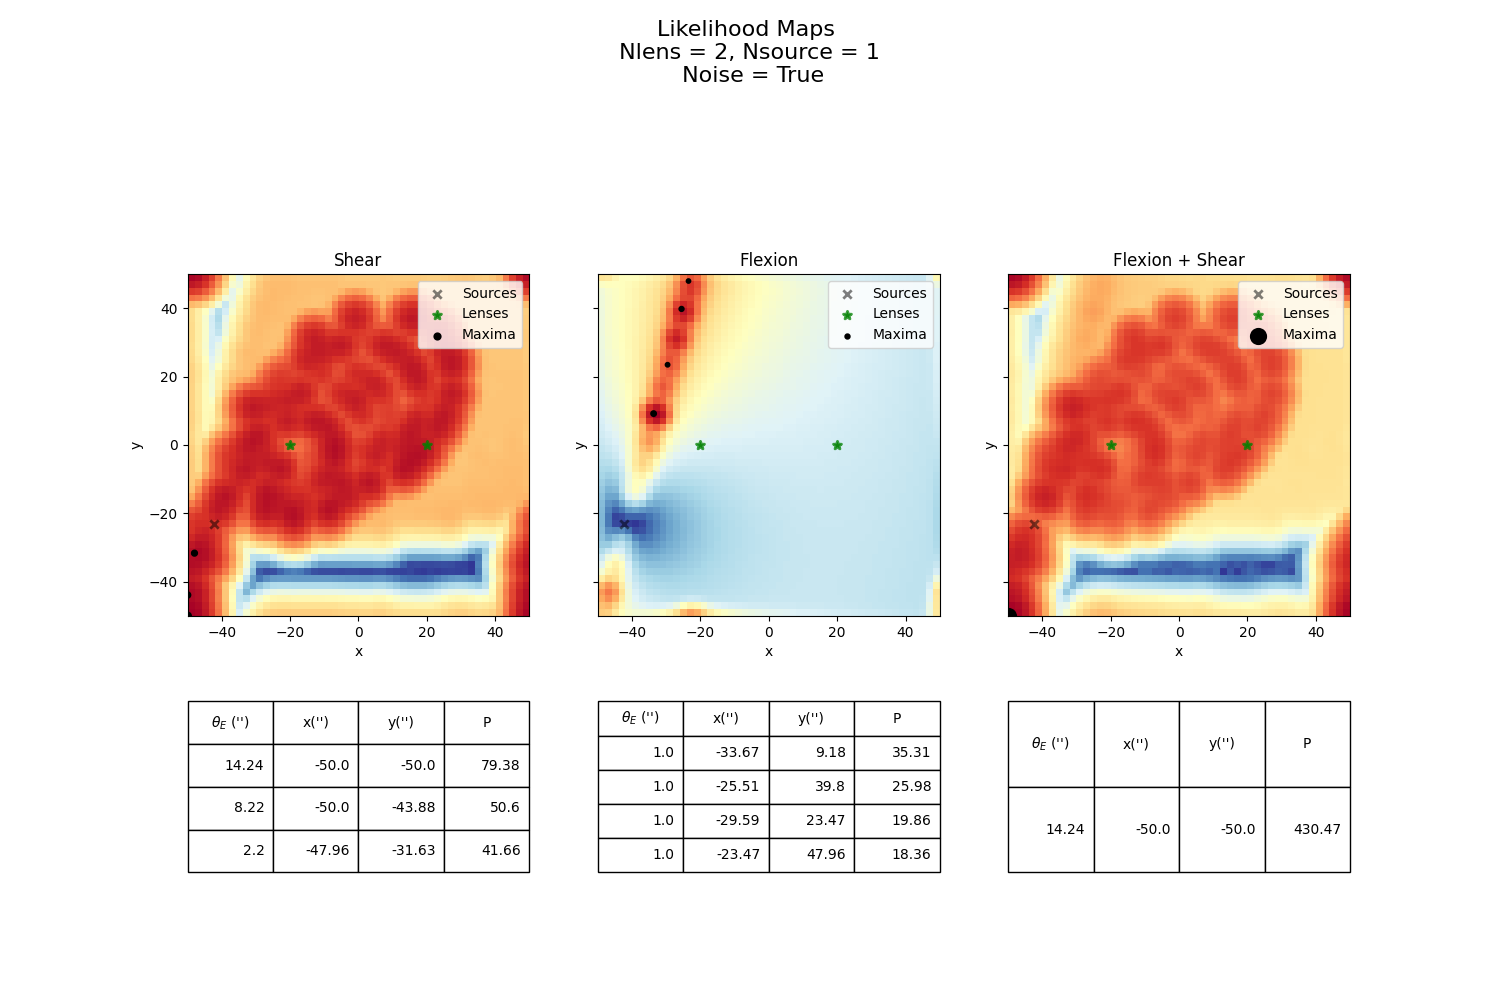 Likelihood Maps
Nlens = 2, Nsource = 1
Noise = True
Shear
Sources
Lenses
Maxima
40
20
0
−20
−40
y
−40 −20 0 20 40
x
Flexion
Sources
Lenses
Maxima
y
−40 −20 0 20 40
x
Flexion + Shear
Sources
Lenses
Maxima
y
−40 −20 0 20 40
x
θE ('') x('') y('') P
14.24 -50.0 -50.0 79.38
8.22 -50.0 -43.88 50.6
2.2 -47.96 -31.63 41.66
θE ('') x('') y('') P
1.0 -33.67 9.18 35.31
1.0 -25.51 39.8 25.98
1.0 -29.59 23.47 19.86
1.0 -23.47 47.96 18.36
θE ('') x('') y('') P
14.24 -50.0 -50.0 430.47